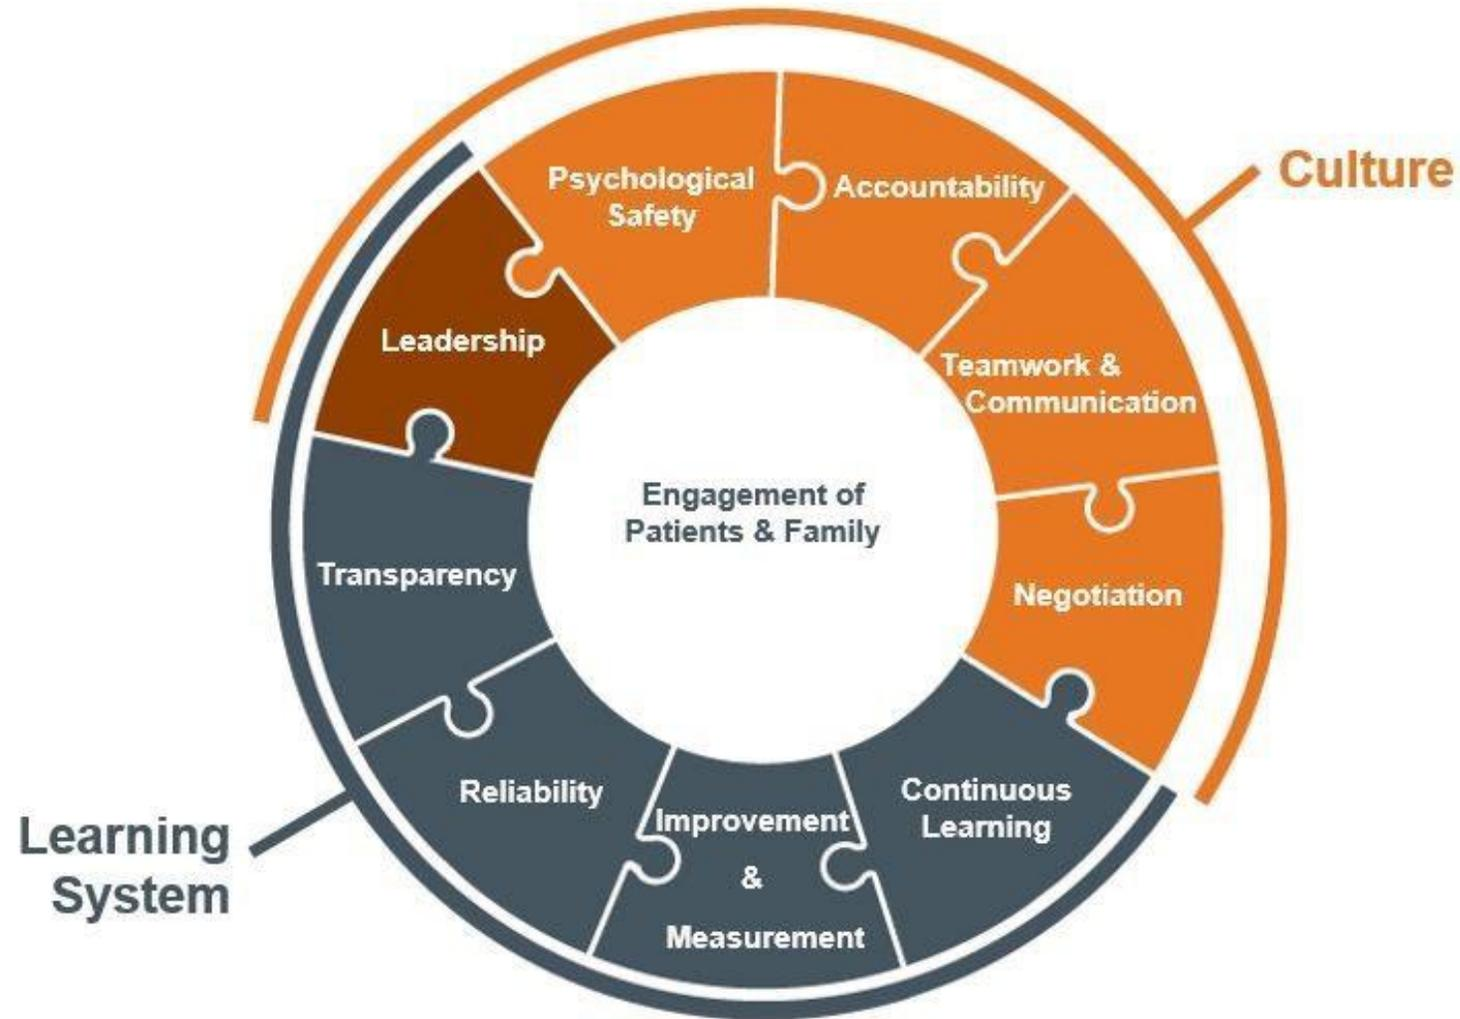 Culture
Psychological
Safety
Accountability
Leadership
Teamwork &
Communication
Engagement of
Patients & Family
Transparency
Negotiation
Reliability
Improvement
&
Measurement
Continuous
Learning
Learning
System